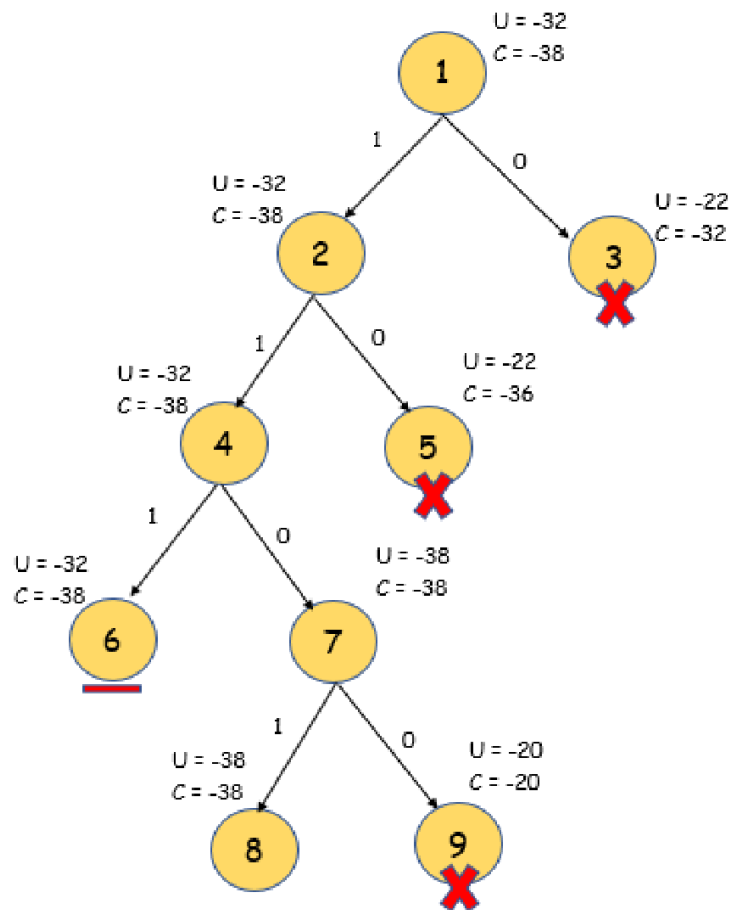 U = -32
C = -38
1
1
0
U = -32
C = -38
2
U = -22
C = -32
3
1
0
U = -32
C = -38
4
U = -22
C = -36
5
1
0
U = -32
C = -38
6
U = -38
C = -38
7
1
0
U = -38
C = -38
8
U = -20
C = -20
9